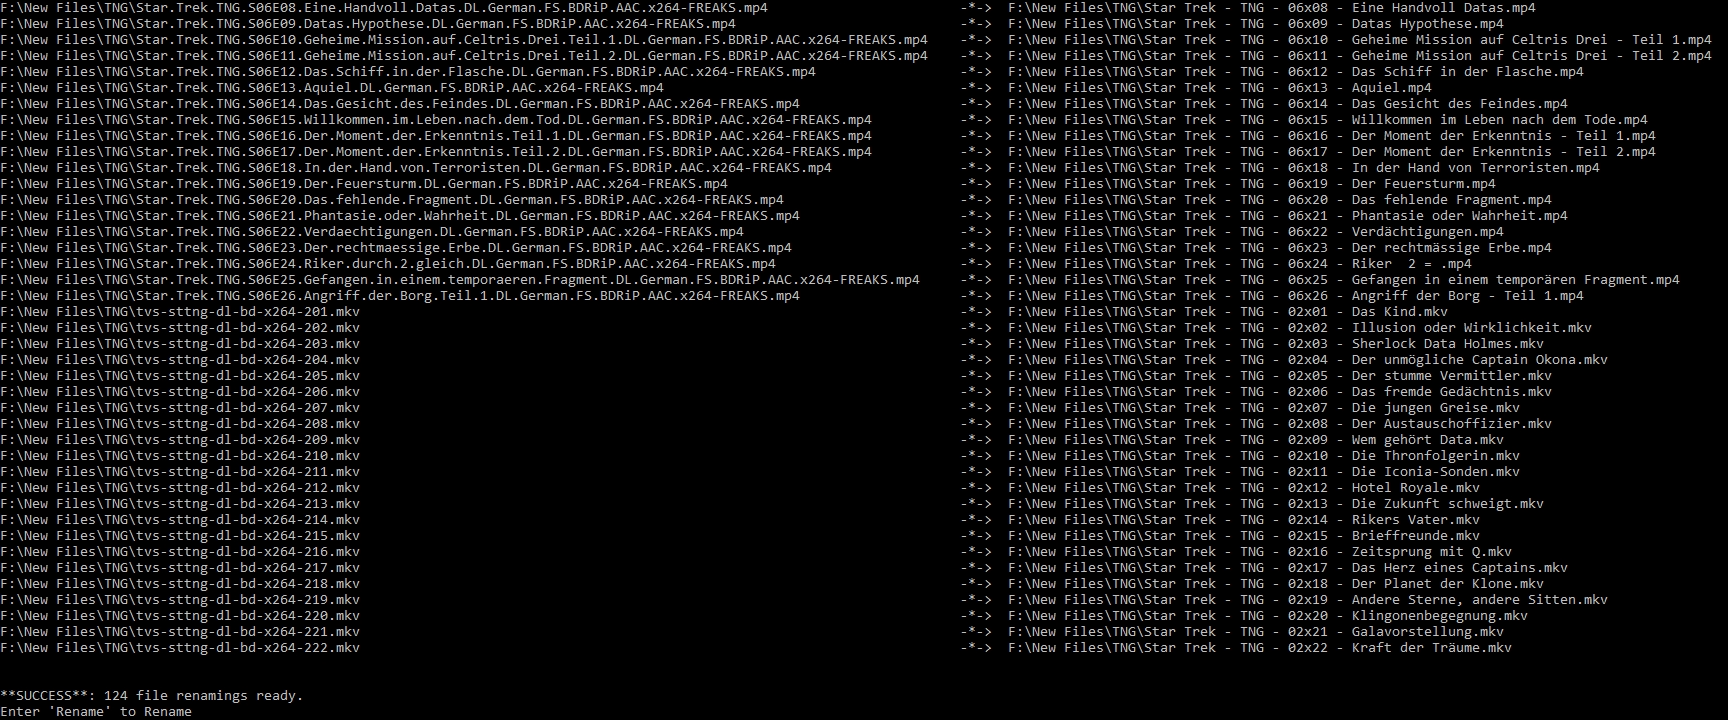 F:\New Files\TNG\Star.Trek.TNG.S06E08.Eine.Handvoll.Datas.DL.German.FS.BDRiP.AAC.x264-FREAKS.mp4 -*-> F:\New Files\TNG\Star Trek - TNG - 06x08 - Eine Handvoll Datas.mp4
F:\New Files\TNG\Star.Trek.TNG.S06E09.Datas.Hypothese.DL.German.FS.BDRiP.AAC.x264-FREAKS.mp4 -*-> F:\New Files\TNG\Star Trek - TNG - 06x09 - Datas Hypothese.mp4
F:\New Files\TNG\Star.Trek.TNG.S06E10.Geheime.Mission.auf.Celtris.Drei.Teil.1.DL.German.FS.BDRiP.AAC.x264-FREAKS.mp4 -*-> F:\New Files\TNG\Star Trek - TNG - 06x10 - Geheime Mission auf Celtris Drei - Teil 1.mp4
F:\New Files\TNG\Star.Trek.TNG.S06E11.Geheime.Mission.auf.Celtris.Drei.Teil.2.DL.German.FS.BDRiP.AAC.x264-FREAKS.mp4 -*-> F:\New Files\TNG\Star Trek - TNG - 06x11 - Geheime Mission auf Celtris Drei - Teil 2.mp4
F:\New Files\TNG\Star.Trek.TNG.S06E12.Das.Schiff.in.der.Flasche.DL.German.FS.BDRiP.AAC.x264-FREAKS.mp4 -*-> F:\New Files\TNG\Star Trek - TNG - 06x12 - Das Schiff in der Flasche.mp4
F:\New Files\TNG\Star.Trek.TNG.S06E13.Aquiel.DL.German.FS.BDRiP.AAC.x264-FREAKS.mp4 -*-> F:\New Files\TNG\Star Trek - TNG - 06x13 - Aquiel.mp4
F:\New Files\TNG\Star.Trek.TNG.S06E14.Das.Gesicht.des.Feindes.DL.German.FS.BDRiP.AAC.x264-FREAKS.mp4 -*-> F:\New Files\TNG\Star Trek - TNG - 06x14 - Das Gesicht des Feindes.mp4
F:\New Files\TNG\Star.Trek.TNG.S06E15.Willkommen.im.Leben.nach.dem.Tod.DL.German.FS.BDRiP.AAC.x264-FREAKS.mp4 -*-> F:\New Files\TNG\Star Trek - TNG - 06x15 - Willkommen im Leben nach dem Tode.mp4
F:\New Files\TNG\Star.Trek.TNG.S06E16.Der.Moment.der.Erkenntnis.Teil.1.DL.German.FS.BDRiP.AAC.x264-FREAKS.mp4 -*-> F:\New Files\TNG\Star Trek - TNG - 06x16 - Der Moment der Erkenntnis - Teil 1.mp4
F:\New Files\TNG\Star.Trek.TNG.S06E17.Der.Moment.der.Erkenntnis.Teil.2.DL.German.FS.BDRiP.AAC.x264-FREAKS.mp4 -*-> F:\New Files\TNG\Star Trek - TNG - 06x17 - Der Moment der Erkenntnis - Teil 2.mp4
F:\New Files\TNG\Star.Trek.TNG.S06E18.In.der.Hand.von.Terroristen.DL.German.FS.BDRiP.AAC.x264-FREAKS.mp4 -*-> F:\New Files\TNG\Star Trek - TNG - 06x18 - In der Hand von Terroristen.mp4
F:\New Files\TNG\Star.Trek.TNG.S06E19.Der.Feuersturm.DL.German.FS.BDRiP.AAC.x264-FREAKS.mp4 -*-> F:\New Files\TNG\Star Trek - TNG - 06x19 - Der Feuersturm.mp4
F:\New Files\TNG\Star.Trek.TNG.S06E20.Das.fehlende.Fragment.DL.German.FS.BDRiP.AAC.x264-FREAKS.mp4 -*-> F:\New Files\TNG\Star Trek - TNG - 06x20 - Das fehlende Fragment.mp4
F:\New Files\TNG\Star.Trek.TNG.S06E21.Phantasie.oder.Wahrheit.DL.German.FS.BDRiP.AAC.x264-FREAKS.mp4 -*-> F:\New Files\TNG\Star Trek - TNG - 06x21 - Phantasie oder Wahrheit.mp4
F:\New Files\TNG\Star.Trek.TNG.S06E22.Verdaechtigungen.DL.German.FS.BDRiP.AAC.x264-FREAKS.mp4 -*-> F:\New Files\TNG\Star Trek - TNG - 06x22 - Verdächtigungen.mp4
F:\New Files\TNG\Star.Trek.TNG.S06E23.Der.rechtmaessige.Erbe.DL.German.FS.BDRiP.AAC.x264-FREAKS.mp4 -*-> F:\New Files\TNG\Star Trek - TNG - 06x23 - Der rechtmässige Erbe.mp4
F:\New Files\TNG\Star.Trek.TNG.S06E24.Riker.durch.2.gleich.DL.German.FS.BDRiP.AAC.x264-FREAKS.mp4 -*-> F:\New Files\TNG\Star Trek - TNG - 06x24 - Riker  2 = .mp4
F:\New Files\TNG\Star.Trek.TNG.S06E25.Gefangen.in.einem.temporaeren.Fragment.DL.German.FS.BDRiP.AAC.x264-FREAKS.mp4 -*-> F:\New Files\TNG\Star Trek - TNG - 06x25 - Gefangen in einem temporären Fragment.mp4
F:\New Files\TNG\Star.Trek.TNG.S06E26.Angriff.der.Borg.Teil.1.DL.German.FS.BDRiP.AAC.x264-FREAKS.mp4 -*-> F:\New Files\TNG\Star Trek - TNG - 06x26 - Angriff der Borg - Teil 1.mp4
F:\New Files\TNG\tvs-sttng-dl-bd-x264-201.mkv -*-> F:\New Files\TNG\Star Trek - TNG - 02x01 - Das Kind.mkv
F:\New Files\TNG\tvs-sttng-dl-bd-x264-202.mkv -*-> F:\New Files\TNG\Star Trek - TNG - 02x02 - Illusion oder Wirklichkeit.mkv
F:\New Files\TNG\tvs-sttng-dl-bd-x264-203.mkv -*-> F:\New Files\TNG\Star Trek - TNG - 02x03 - Sherlock Data Holmes.mkv
F:\New Files\TNG\tvs-sttng-dl-bd-x264-204.mkv -*-> F:\New Files\TNG\Star Trek - TNG - 02x04 - Der unmögliche Captain Okona.mkv
F:\New Files\TNG\tvs-sttng-dl-bd-x264-205.mkv -*-> F:\New Files\TNG\Star Trek - TNG - 02x05 - Der stumme Vermittler.mkv
F:\New Files\TNG\tvs-sttng-dl-bd-x264-206.mkv -*-> F:\New Files\TNG\Star Trek - TNG - 02x06 - Das fremde Gedächtnis.mkv
F:\New Files\TNG\tvs-sttng-dl-bd-x264-207.mkv -*-> F:\New Files\TNG\Star Trek - TNG - 02x07 - Die jungen Greise.mkv
F:\New Files\TNG\tvs-sttng-dl-bd-x264-208.mkv -*-> F:\New Files\TNG\Star Trek - TNG - 02x08 - Der Austauschoffizier.mkv
F:\New Files\TNG\tvs-sttng-dl-bd-x264-209.mkv -*-> F:\New Files\TNG\Star Trek - TNG - 02x09 - Wem gehört Data.mkv
F:\New Files\TNG\tvs-sttng-dl-bd-x264-210.mkv -*-> F:\New Files\TNG\Star Trek - TNG - 02x10 - Die Thronfolgerin.mkv
F:\New Files\TNG\tvs-sttng-dl-bd-x264-211.mkv -*-> F:\New Files\TNG\Star Trek - TNG - 02x11 - Die Iconia-Sonden.mkv
F:\New Files\TNG\tvs-sttng-dl-bd-x264-212.mkv -*-> F:\New Files\TNG\Star Trek - TNG - 02x12 - Hotel Royale.mkv
F:\New Files\TNG\tvs-sttng-dl-bd-x264-213.mkv -*-> F:\New Files\TNG\Star Trek - TNG - 02x13 - Die Zukunft schweigt.mkv
F:\New Files\TNG\tvs-sttng-dl-bd-x264-214.mkv -*-> F:\New Files\TNG\Star Trek - TNG - 02x14 - Rikers Vater.mkv
F:\New Files\TNG\tvs-sttng-dl-bd-x264-215.mkv -*-> F:\New Files\TNG\Star Trek - TNG - 02x15 - Brieffreunde.mkv
F:\New Files\TNG\tvs-sttng-dl-bd-x264-216.mkv -*-> F:\New Files\TNG\Star Trek - TNG - 02x16 - Zeitsprung mit Q.mkv
F:\New Files\TNG\tvs-sttng-dl-bd-x264-217.mkv -*-> F:\New Files\TNG\Star Trek - TNG - 02x17 - Das Herz eines Captains.mkv
F:\New Files\TNG\tvs-sttng-dl-bd-x264-218.mkv -*-> F:\New Files\TNG\Star Trek - TNG - 02x18 - Der Planet der Klone.mkv
F:\New Files\TNG\tvs-sttng-dl-bd-x264-219.mkv -*-> F:\New Files\TNG\Star Trek - TNG - 02x19 - Andere Sterne, andere Sitten.mkv
F:\New Files\TNG\tvs-sttng-dl-bd-x264-220.mkv -*-> F:\New Files\TNG\Star Trek - TNG - 02x20 - Klingonenbegegnung.mkv
F:\New Files\TNG\tvs-sttng-dl-bd-x264-221.mkv -*-> F:\New Files\TNG\Star Trek - TNG - 02x21 - Galavorstellung.mkv
F:\New Files\TNG\tvs-sttng-dl-bd-x264-222.mkv -*-> F:\New Files\TNG\Star Trek - TNG - 02x22 - Kraft der Träume.mkv
**SUCCESS**: 124 file renamings ready.
Enter 'Rename' to Rename